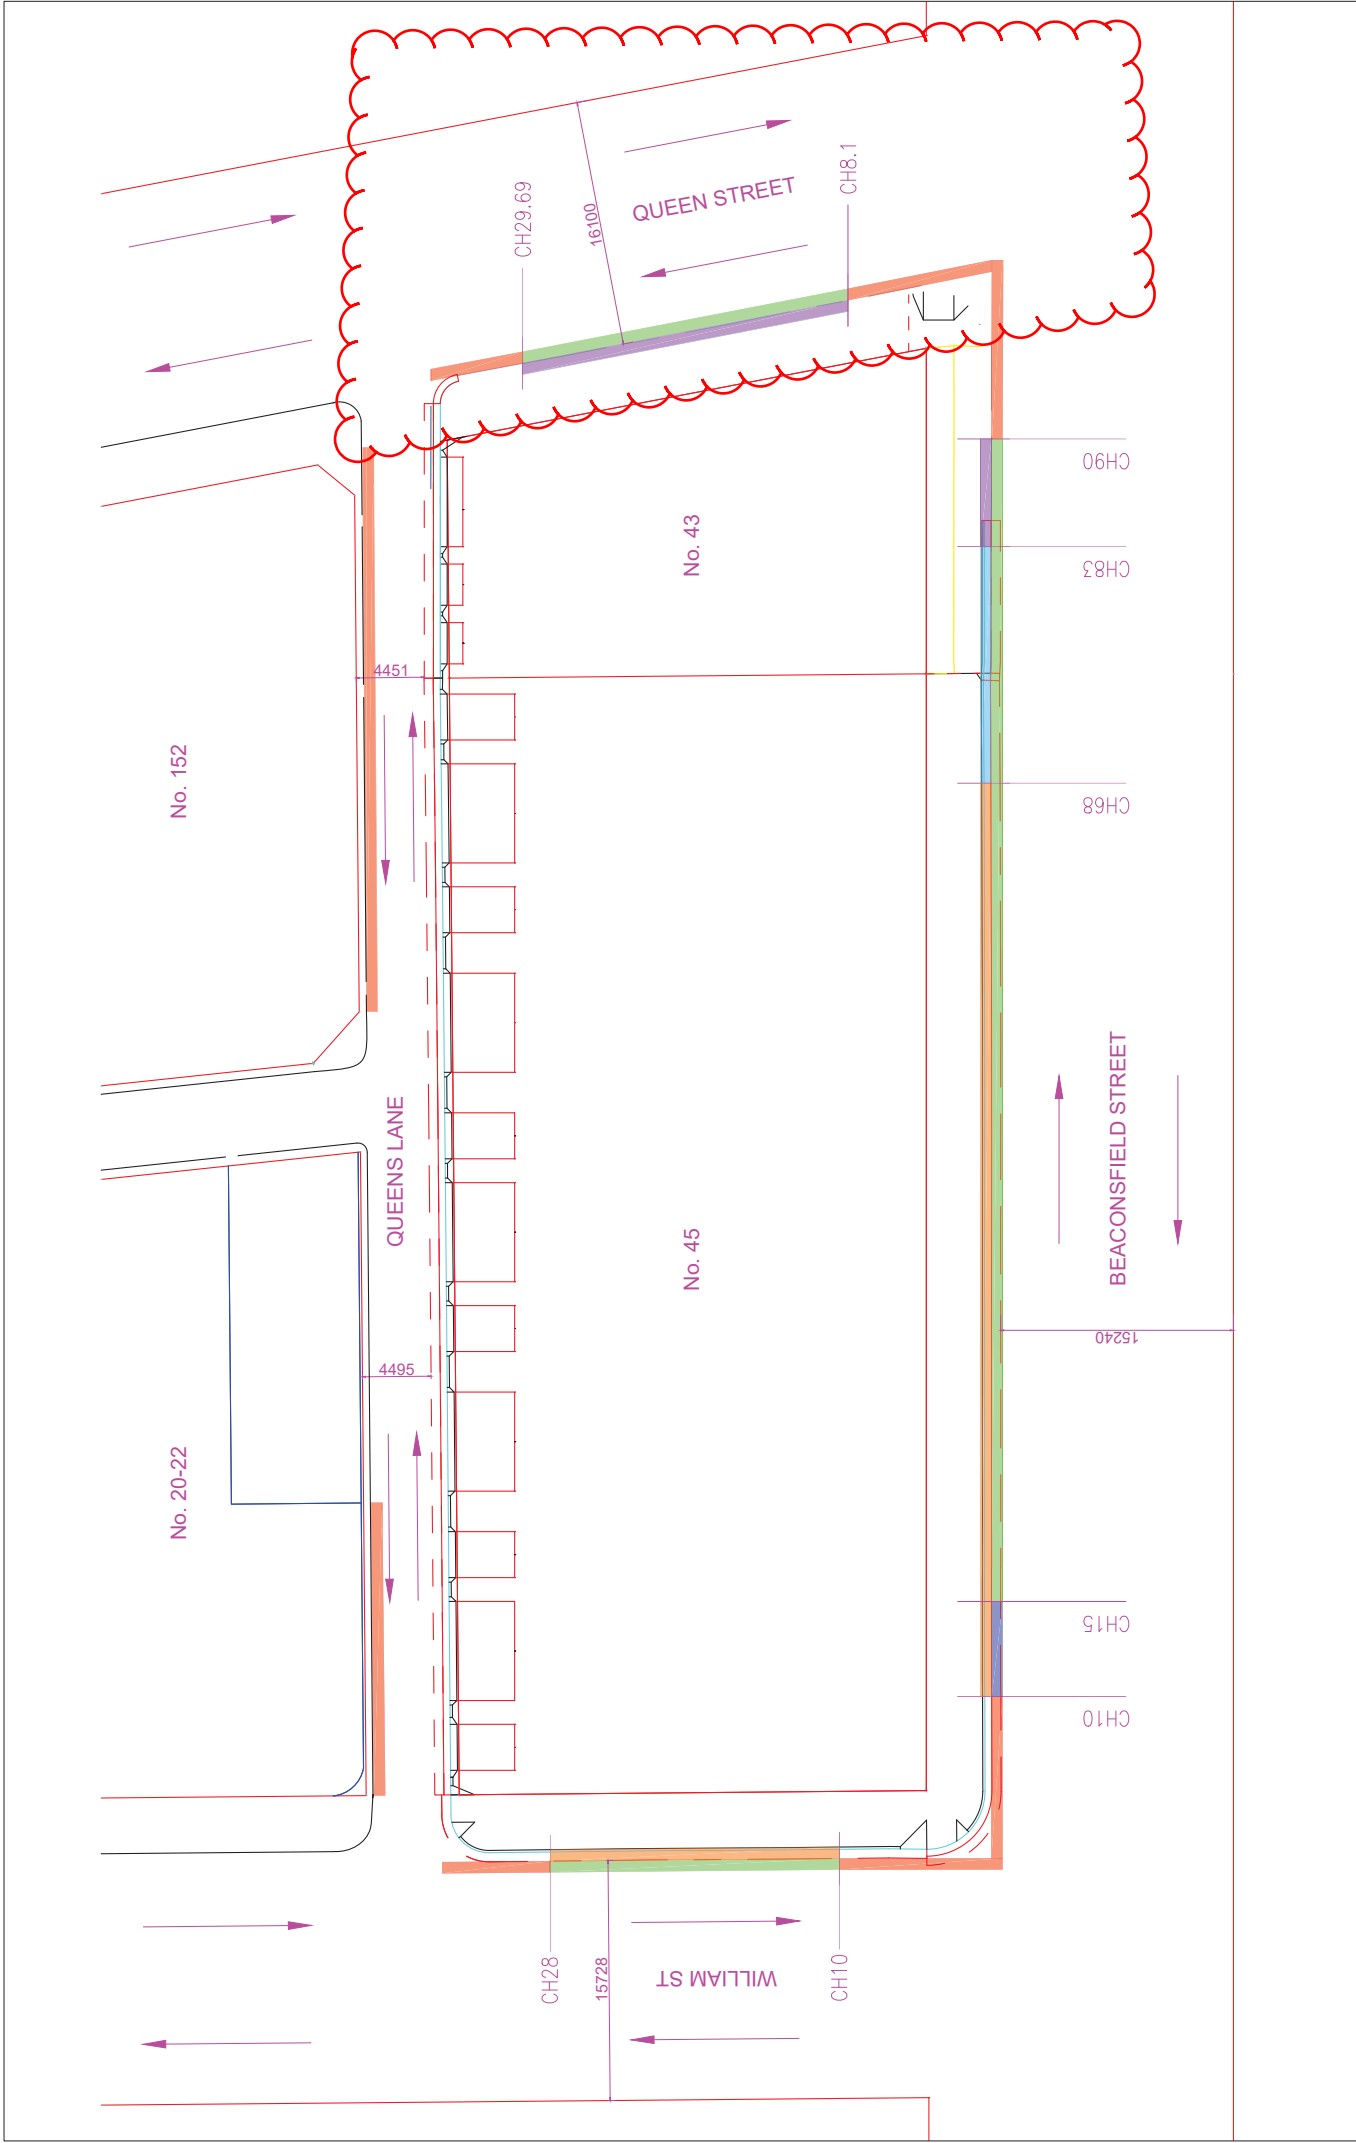 CH8.1
CH29.69
QUEEN STREET
16100
CH90
No. 43
CH83
4451
No. 152
CH68
BEACONSFIELD STREET
QUEENS LANE
No. 45
15240
4495
No. 20-22
CH15
CH10
CH28
15728
WILLIAM ST
CH10